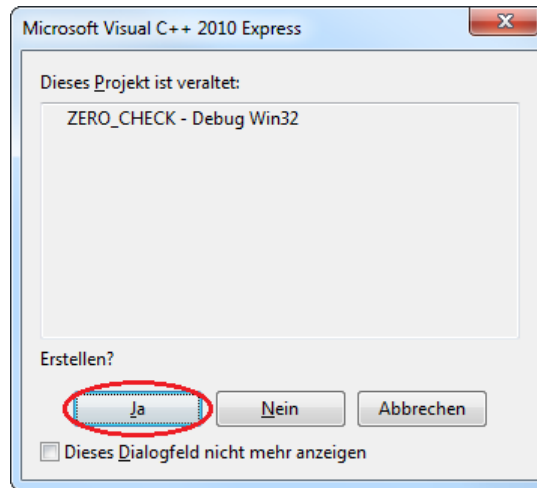 Microsoft Visual C++ 2010 Express
Dieses Projekt ist veraltet:
ZERO_CHECK - Debug Win32
Erstellen?
Ja Nein Abbrechen
Dieses Dialogfeld nicht mehr anzeigen